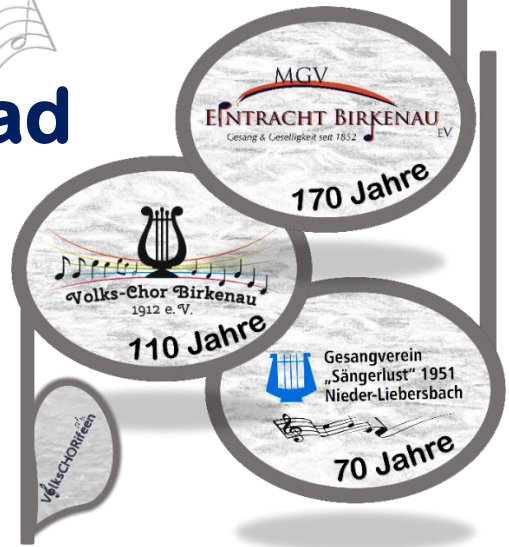 ad
MGV
EINTRACHT BIRKENAU
EV
Gesang & Geselligkeit seit 1852
170 Jahre
Volks-Chor Birkenau
1912 e. V.
110 Jahre
Gesangverein
„Sängerlust“ 1951
Nieder-Liebersbach
70 Jahre
VolksCHORifeen